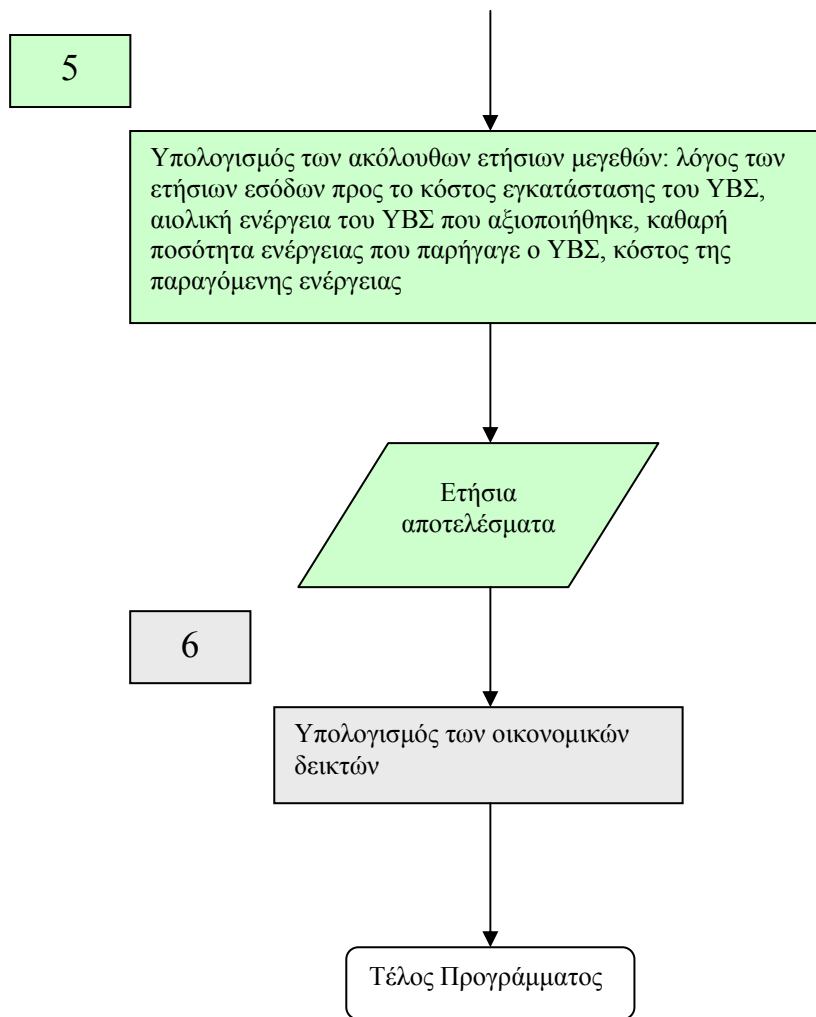 5
Υπολογισμός των ακόλουθων ετήσιων μεγεθών: λόγος των
ετήσιων εσόδων προς το κόστος εγκατάστασης του ΥΒΣ,
αιολική ενέργεια του ΥΒΣ που αξιοποιήθηκε, καθαρή
ποσότητα ενέργειας που παρήγαγε ο ΥΒΣ, κόστος της
παραγόμενης ενέργειας
Ετήσια
αποτελέσματα
6
Υπολογισμός των οικονομικών
δεικτών
Τέλος Προγράμματος